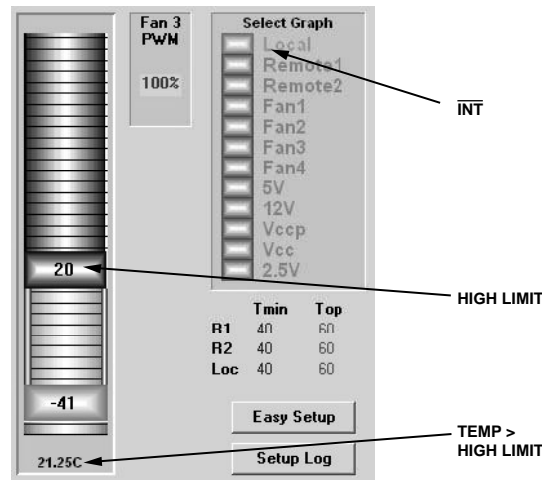 Fan 3
PWM
100%
Select Graph
Local
Remote1
Remote2
Fan1
Fan2
Fan3
Fan4
5V
12V
Vccp
Vcc
2.5V
INT
20
HIGH LIMIT
Tmin Top
R1 40 60
R2 40 60
Loc 40 60
-41
Easy Setup
Setup Log
21.25C
TEMP >
HIGH LIMIT